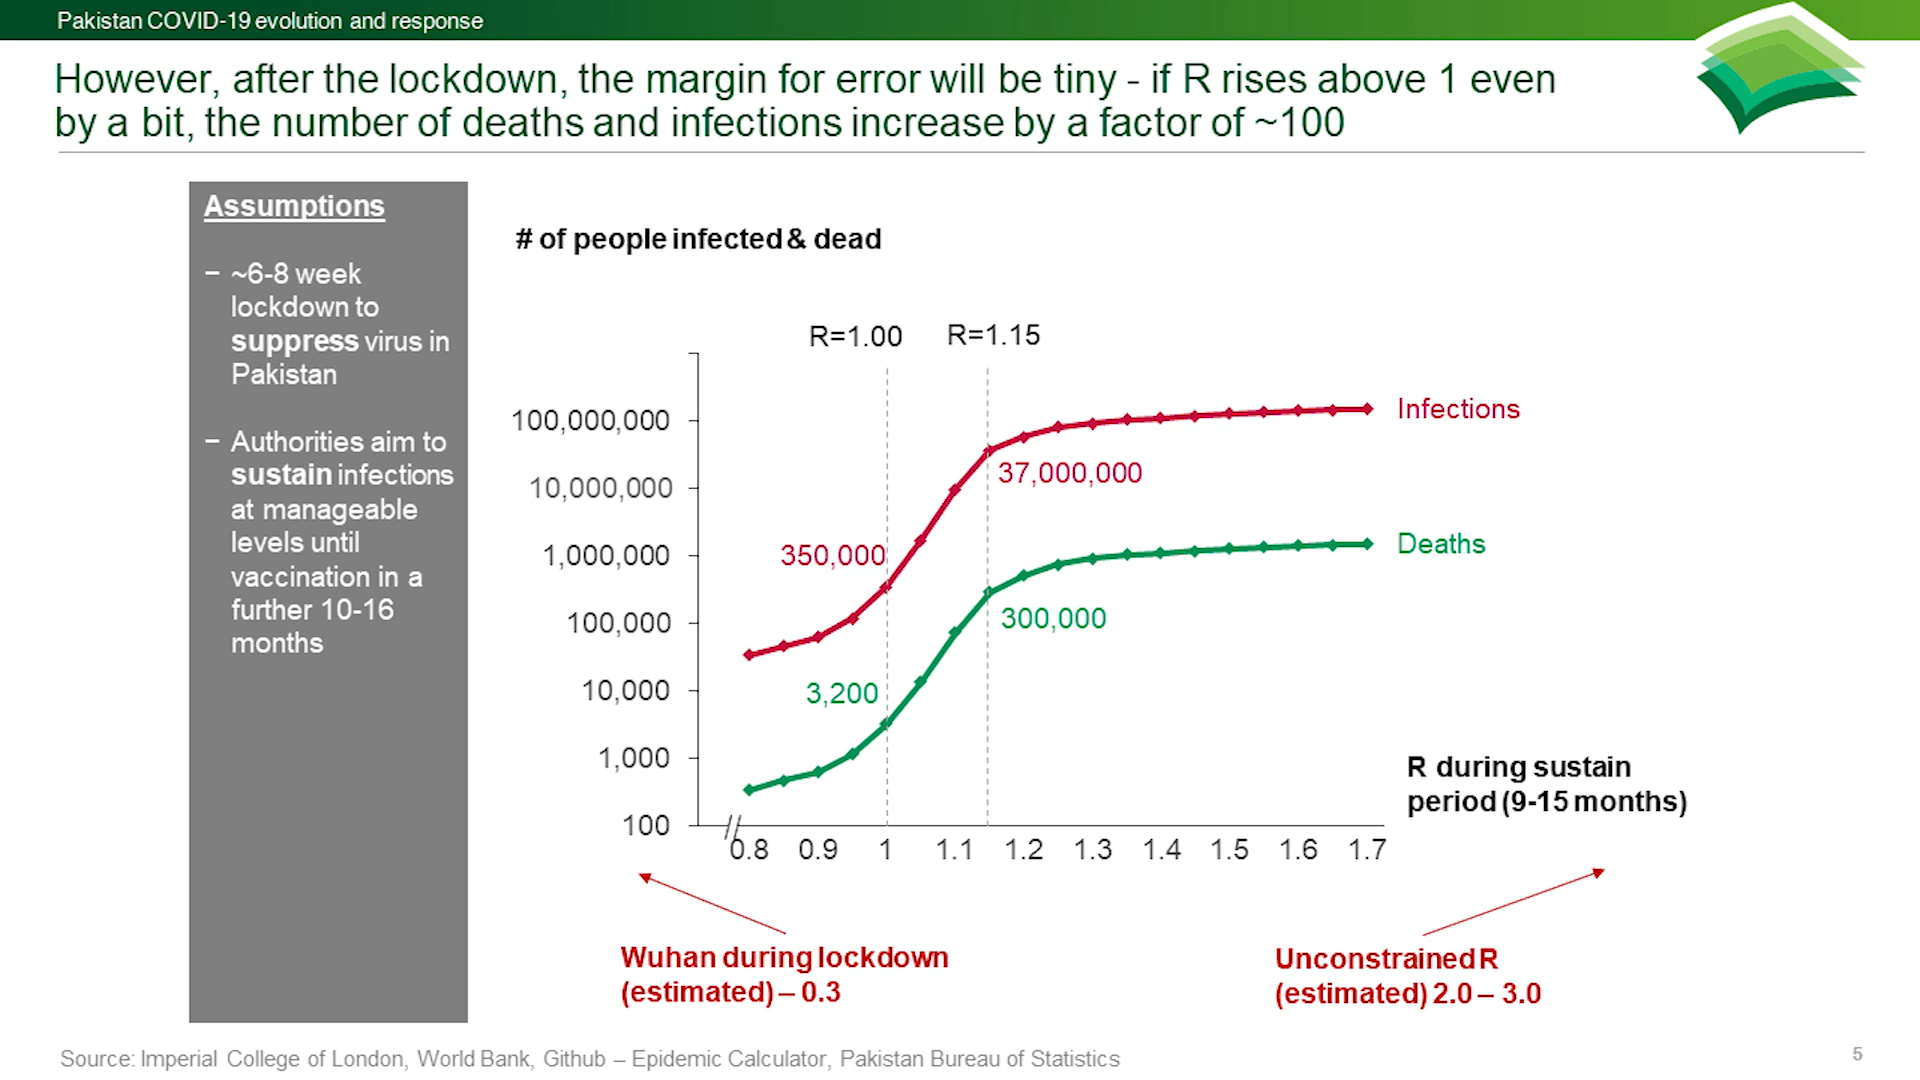 Pakistan COVID-19 evolution and response
However, after the lockdown, the margin for error will be tiny - if R rises above 1 even
by a bit, the number of deaths and infections increase by a factor of ~100
Assumptions
– ~6-8 week
lockdown to
suppress virus in
Pakistan
– Authorities aim to
sustain infections
at manageable
levels until
vaccination in a
further 10-16
months
# of people infected & dead
R=1.00
R=1.15
100,000,000
10,000,000
1,000,000
100,000
10,000
1,000
100
Infections
37,000,000
350,000
Deaths
300,000
3,200
R during sustain
period (9-15 months)
0.8 0.9 1 1.1 1.2 1.3 1.4 1.5 1.6 1.7
Wuhan during lockdown
(estimated) – 0.3
Unconstrained R
(estimated) 2.0 – 3.0
Source: Imperial College of London, World Bank, Github – Epidemic Calculator, Pakistan Bureau of Statistics
5